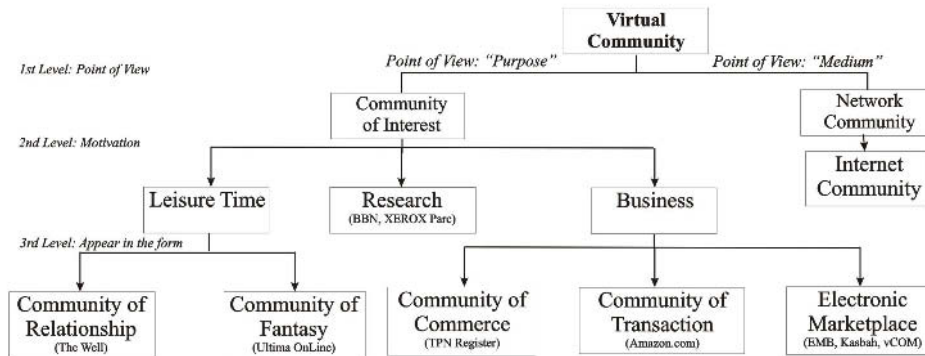 Virtual
Community
Point of View: “Purpose”
Point of View: “Medium”
1st Level: Point of View
Community
of Interest
Network
Community
2nd Level: Motivation
Internet
Community
Leisure Time
Research
(BBN, XEROX Parc)
Business
3rd Level: Appear in the form
Community of
Relationship
(The Well)
Community of
Fantasy
(Ultima OnLine)
Community of
Commerce
(TPN Register)
Community of
Transaction
(Amazon.com)
Electronic
Marketplace
(EMB, Kasbah, vCOM)